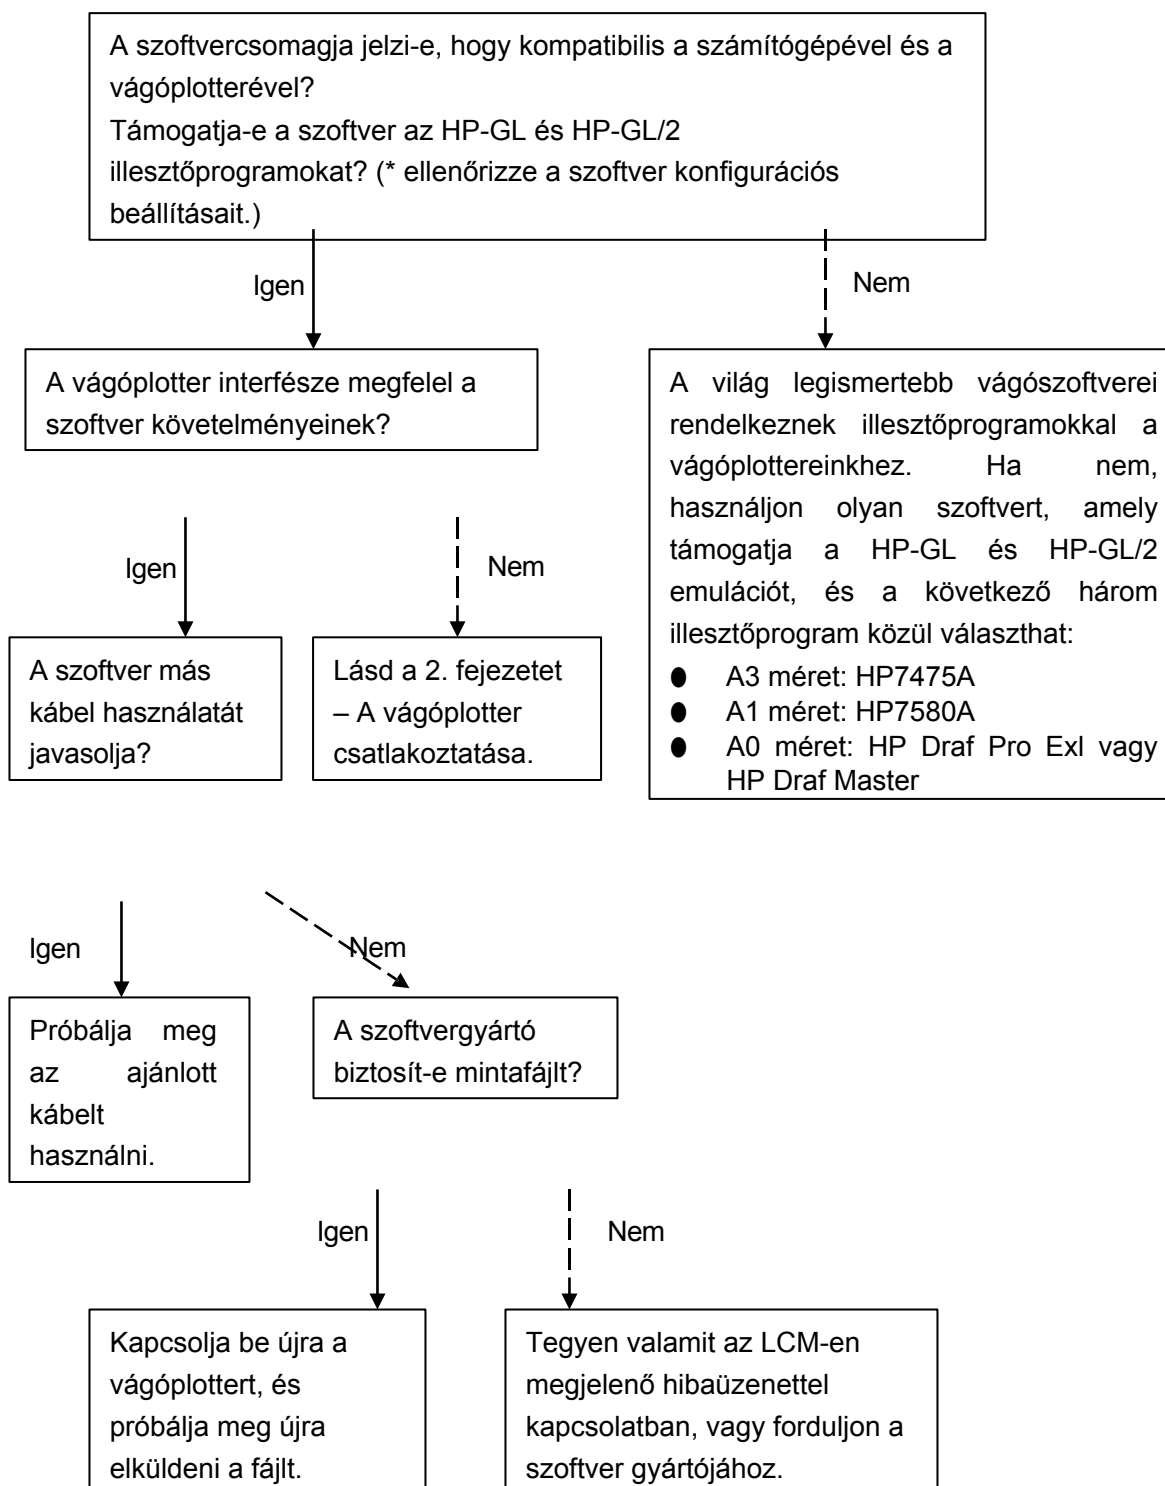 A szoftvercsomagja jelzi-e, hogy kompatibilis a számítógépével és a
vágóplotterével?
Támogatja-e a szoftver az HP-GL és HP-GL/2
illesztőprogramokat? (* ellenőrizze a szoftver konfigurációs
beállításait.)
Igen
Nem
A vágóplotter interfésze megfelel a
szoftver követelményeinek?
A világ legismertebb vágószoftverei
rendelkeznek illesztőprogramokkal a
vágóplottereinkhez. Ha nem,
használjon olyan szoftvert, amely
támogatja a HP-GL és HP-GL/2
emulációt, és a következő három
illesztőprogram közül választhat:
● A3 méret: HP7475A
● A1 méret: HP7580A
● A0 méret: HP Draf Pro Exl vagy
HP Draf Master
Igen
Nem
A szoftver más
kábel használatát
javasolja?
Lásd a 2. fejezetet
– A vágóplotter
csatlakoztatása.
Igen
Nem
Próbálja meg
az ajánlott
kábelt
használni.
A szoftvergyártó
biztosít-e mintafájlt?
Igen
Nem
Kapcsolja be újra a
vágóplottert, és
próbálja meg újra
elküldeni a fájlt.
Tegyen valamit az LCM-en
megjelenő hibaüzenettel
kapcsolatban, vagy forduljon a
szoftver gyártójához.